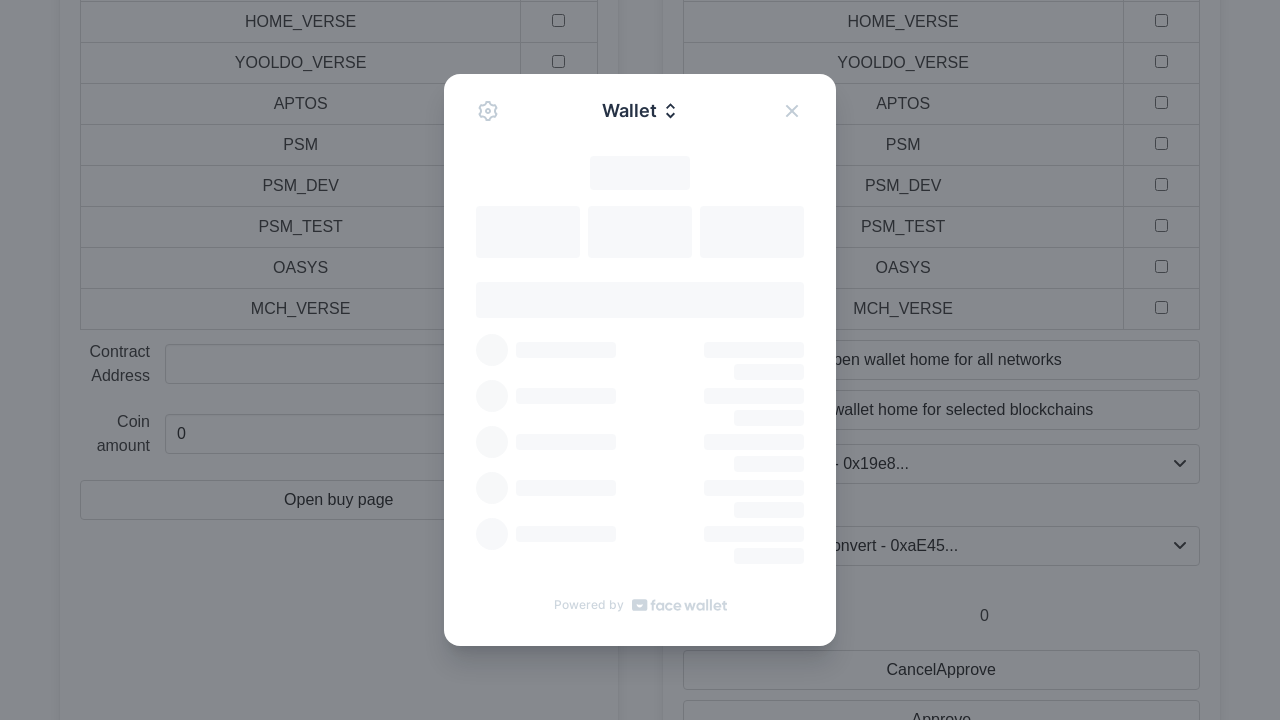 HOME_VERSE
YOOLDO_VERSE
APTOS
PSM
PSM_DEV
PSM_TEST
OASYS
MCH_VERSE
Contract
Address
Coin
amount
0
Open buy page
Wallet
Powered by face wallet
HOME_VERSE
YOOLDO_VERSE
APTOS
PSM
PSM_DEV
PSM_TEST
OASYS
MCH_VERSE
wallet home for all networks
wallet home for selected blockchains
- 0x19e8...
- 0xaE45...
0
CancelApprove
Approve